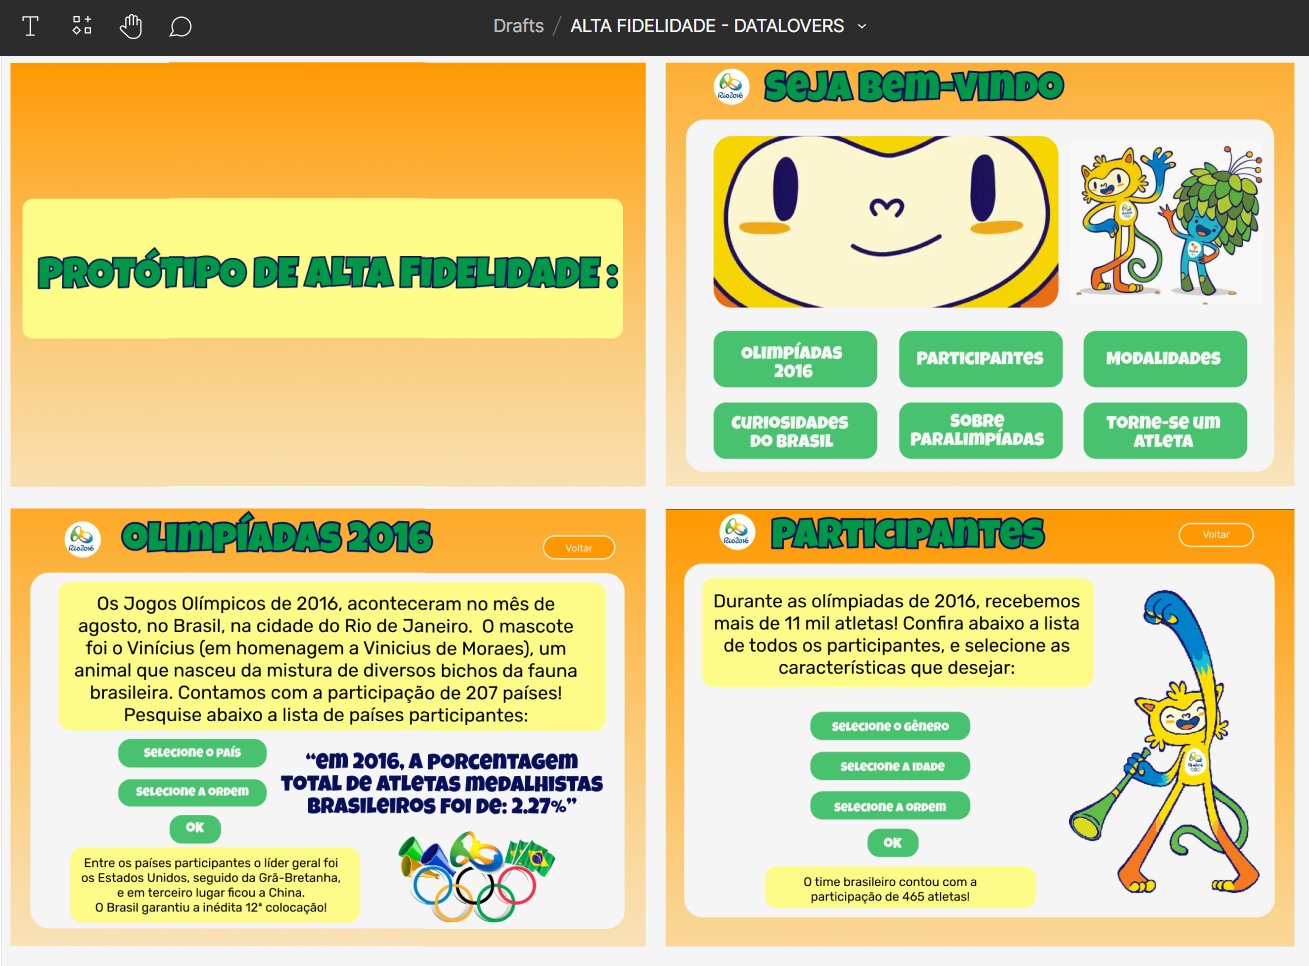 Drafts / ALTA FIDELIDADE - DATALOVERS
PROTÓTIPO DE ALTA FIDELIDADE :
Rio2016
SEJA BEM-VINDO
OLIMPÍADAS
2016
PARTICIPANTES
MODALIDADES
CURIOSIDADES
DO BRASIL
SOBRE
PARALIMPÍADAS
TORNE-SE UM
ATLETA
Rio2016
OLIMPÍADAS 2016
Voltar
Os Jogos Olímpicos de 2016, aconteceram no mês de
agosto, no Brasil, na cidade do Rio de Janeiro.  O mascote
foi o Vinícius (em homenagem a Vinicius de Moraes), um
animal que nasceu da mistura de diversos bichos da fauna
brasileira. Contamos com a participação de 207 países!
Pesquise abaixo a lista de países participantes:
SELECIONE O PAÍS
SELECIONE A ORDEM
OK
“EM 2016, A PORCENTAGEM
TOTAL DE ATLETAS MEDALHISTAS
BRASILEIROS FOI DE: 2.27%”
Entre os países participantes o líder geral foi
os Estados Unidos, seguido da Grã-Bretanha,
e em terceiro lugar ficou a China.
O Brasil garantiu a inédita 12ª colocação!
Rio2016
PARTICIPANTES
Voltar
Durante as olímpiadas de 2016, recebemos
mais de 11 mil atletas! Confira abaixo a lista
de todos os participantes, e selecione as
características que desejar:
SELECIONE O GÊNERO
SELECIONE A IDADE
SELECIONE A ORDEM
OK
O time brasileiro contou com a
participação de 465 atletas!